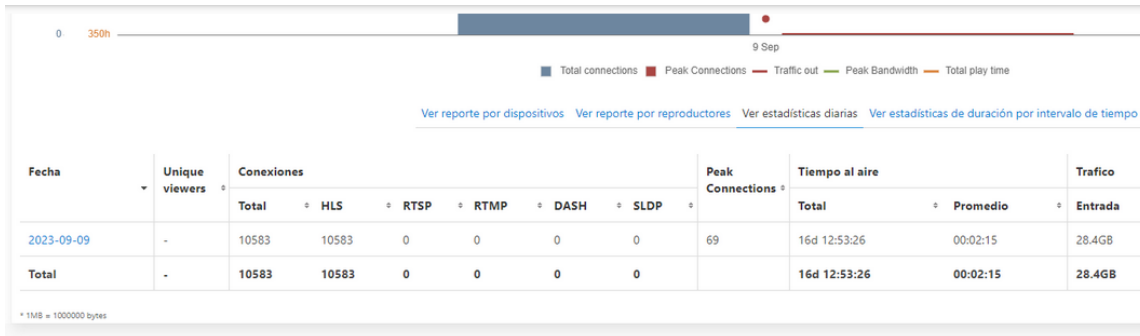 0 350h
9 Sep
Total connections Peak Connections Traffic out Peak Bandwidth Total play time
Ver reporte por dispositivos Ver reporte por reproductores Ver estadísticas diarias Ver estadísticas de duración por intervalo de tiempo
Fecha Unique viewers Conexiones Peak Connections Tiempo al aire Trafico
Total HLS RTSP RTMP DASH SLDP Total Promedio Entrada
2023-09-09 - 10583 10583 0 0 0 0 69 16d 12:53:26 00:02:15 28.4GB
Total - 10583 10583 0 0 0 0 16d 12:53:26 00:02:15 28.4GB
* 1MB = 1000000 bytes